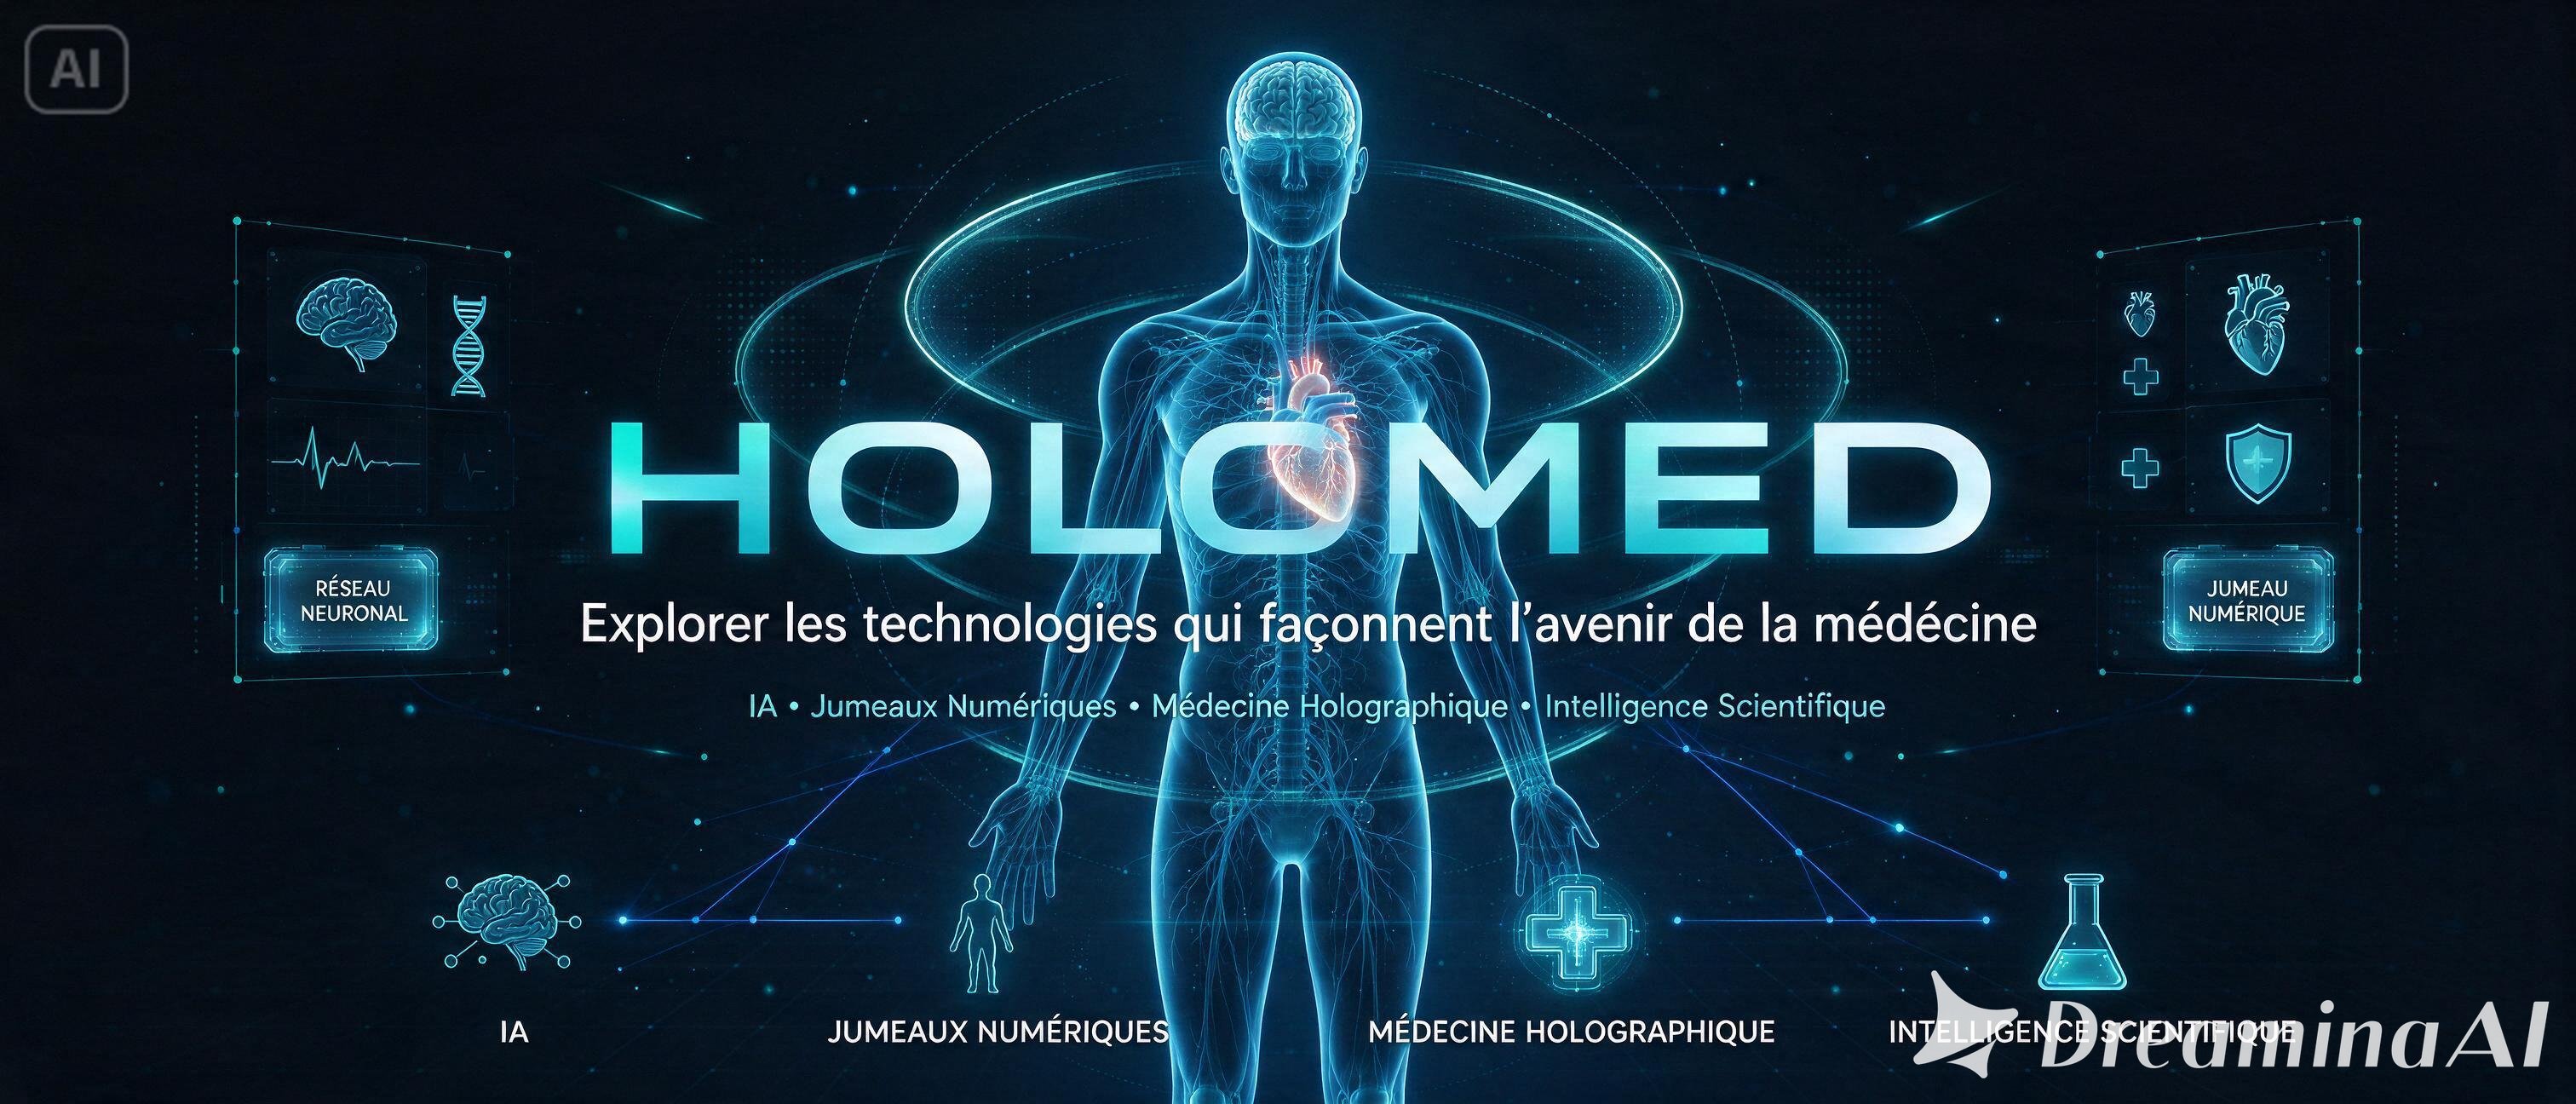 AI
HOLOMED
RÉSEAU
NEURONAL
JUMEAU
NUMÉRIQUE
Explorer les technologies qui façonnent l’avenir de la médécine
IA • Jumeaux Numériques • Médecine Holographique • Intelligence Scientifique
IA
JUMEAUX NUMÉRIQUES
MÉDECINE HOLOGRAPHIQUE
INTELLIGENCE SCIENTIFIQUE
DreaminaAI